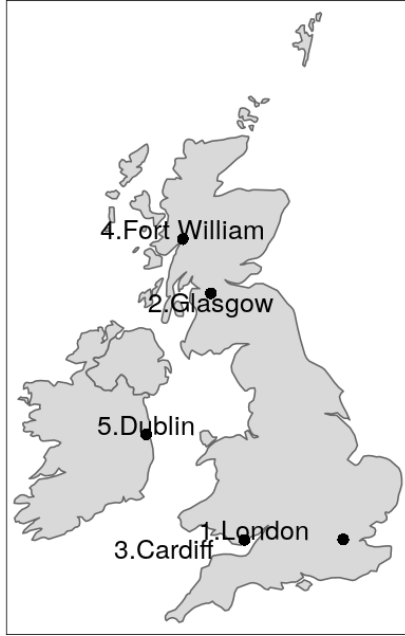 4.Fort William
2.Glasgow
5.Dublin
1.London
3.Cardiff